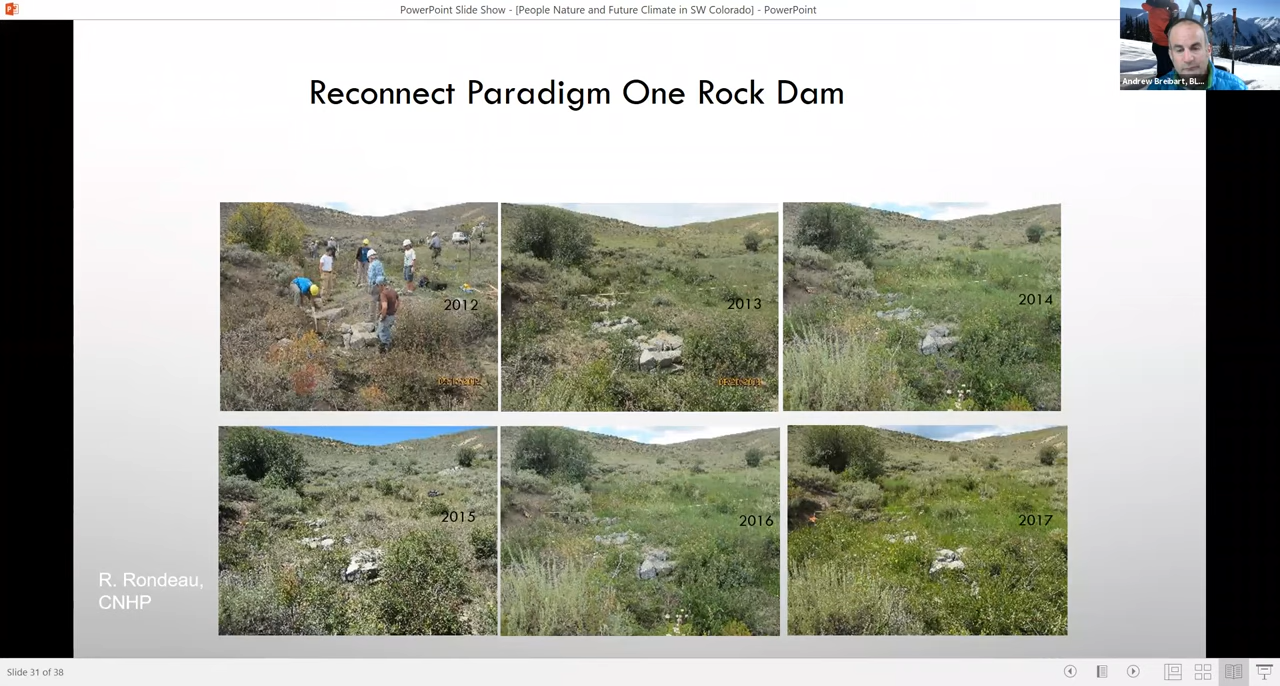 PowerPoint Slide Show - [People Nature and Future Climate in SW Colorado] - PowerPoint
Andrew Breibart, BL...
Reconnect Paradigm One Rock Dam
2012
2013
2014
2015
2016
2017
R. Rondeau,
CNHP
Slide 31 of 38